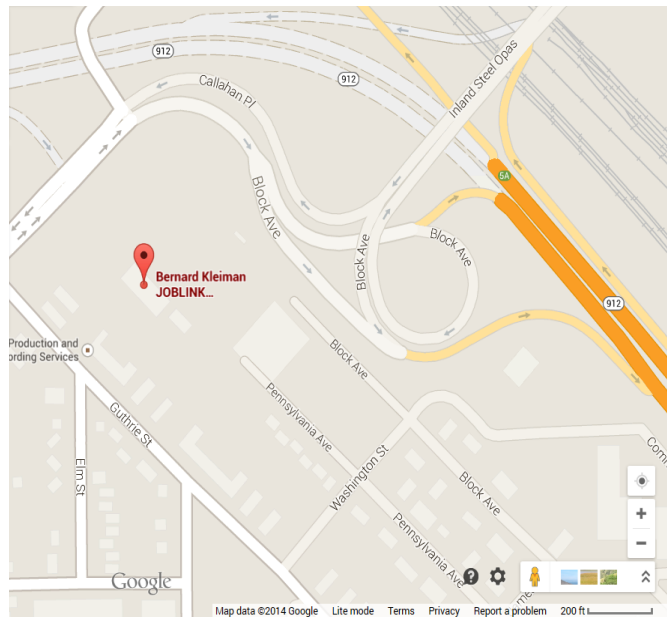 912
912
Callahan Pl
Inland Steel Opas
5A
Block Ave
Block Ave
Block Ave
Bernard Kleiman
JOBLINK...
912
Production and
ording Services
Block Ave
Guthrie St
Pennsylvania Ave
Elm St
Washington St
Block Ave
Comm
Pennsylvania Ave
Google
Map data ©2014 Google Lite mode Terms Privacy Report a problem 200 ft